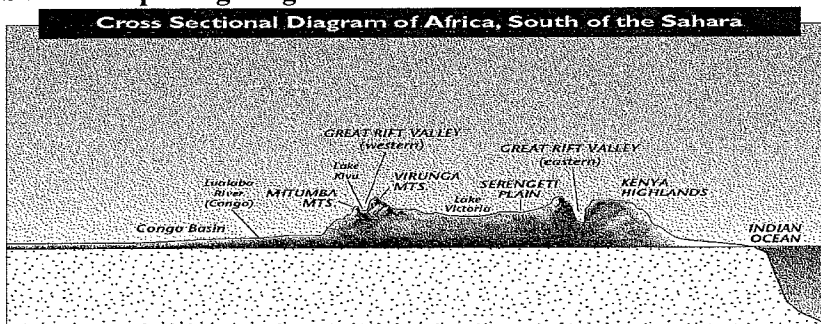 Cross Sectional Diagram of Africa, South of the Sahara
GREAT RIFT VALLEY
(western)
Lake
Kivu
VIRUNGA
MTS.
MITUMBA
MTS.
Lualaba
River
(Congo)
Congo Basin
Lake
Victoria
SERENGETI
PLAIN
GREAT RIFT VALLEY
(eastern)
KENYA
HIGHLANDS
INDIAN
OCEAN